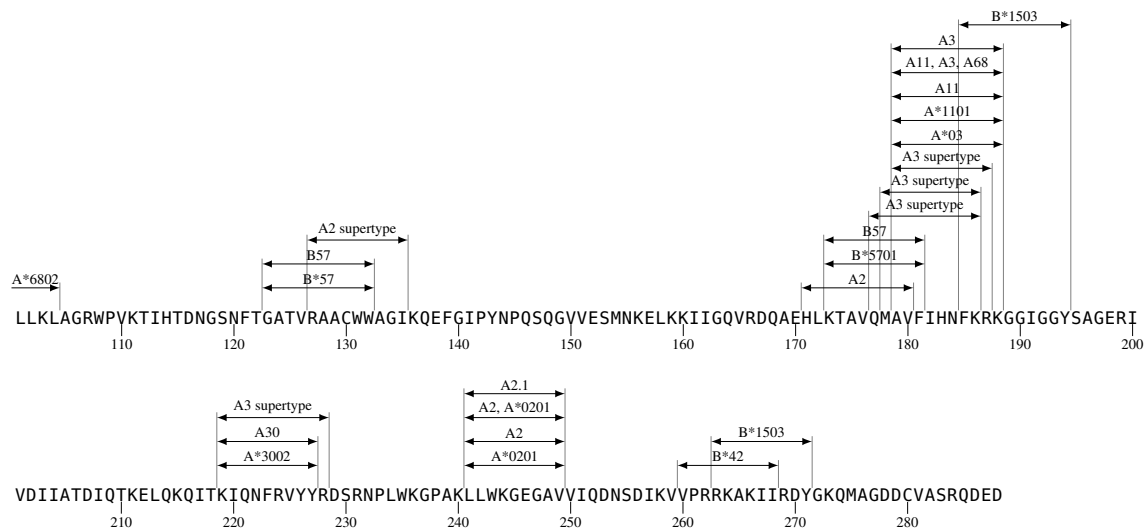 B*1503
A3
A11, A3, A68
A11
A*1101
A*03
A3 supertype
A3 supertype
A3 supertype
A2 supertype B57
B57 B*5701
A*6802 B*57 A2
LLKLAGRWPVKTIHTDNGSNFTGATVRAACWWAGIKQEFGIPYNPQSQGVVESMNKELKKIIGQVRDQAEHLKTAVQMAVFIHNFKRKGGIGGYSAGERI
110 120 130 140 150 160 170 180 190 200
A2.1
A3 supertype A2, A*0201
A30 A2 B*1503
A*3002 A*0201 B*42
VDIIATDIQTKELQKQITKIQNFRVYYRDSRNPLWKGPAKLLWKGEGAVVIQDNSDIKVVPRRKAKIIRDYGKQMAGDDCVASRQDED
210 220 230 240 250 260 270 280